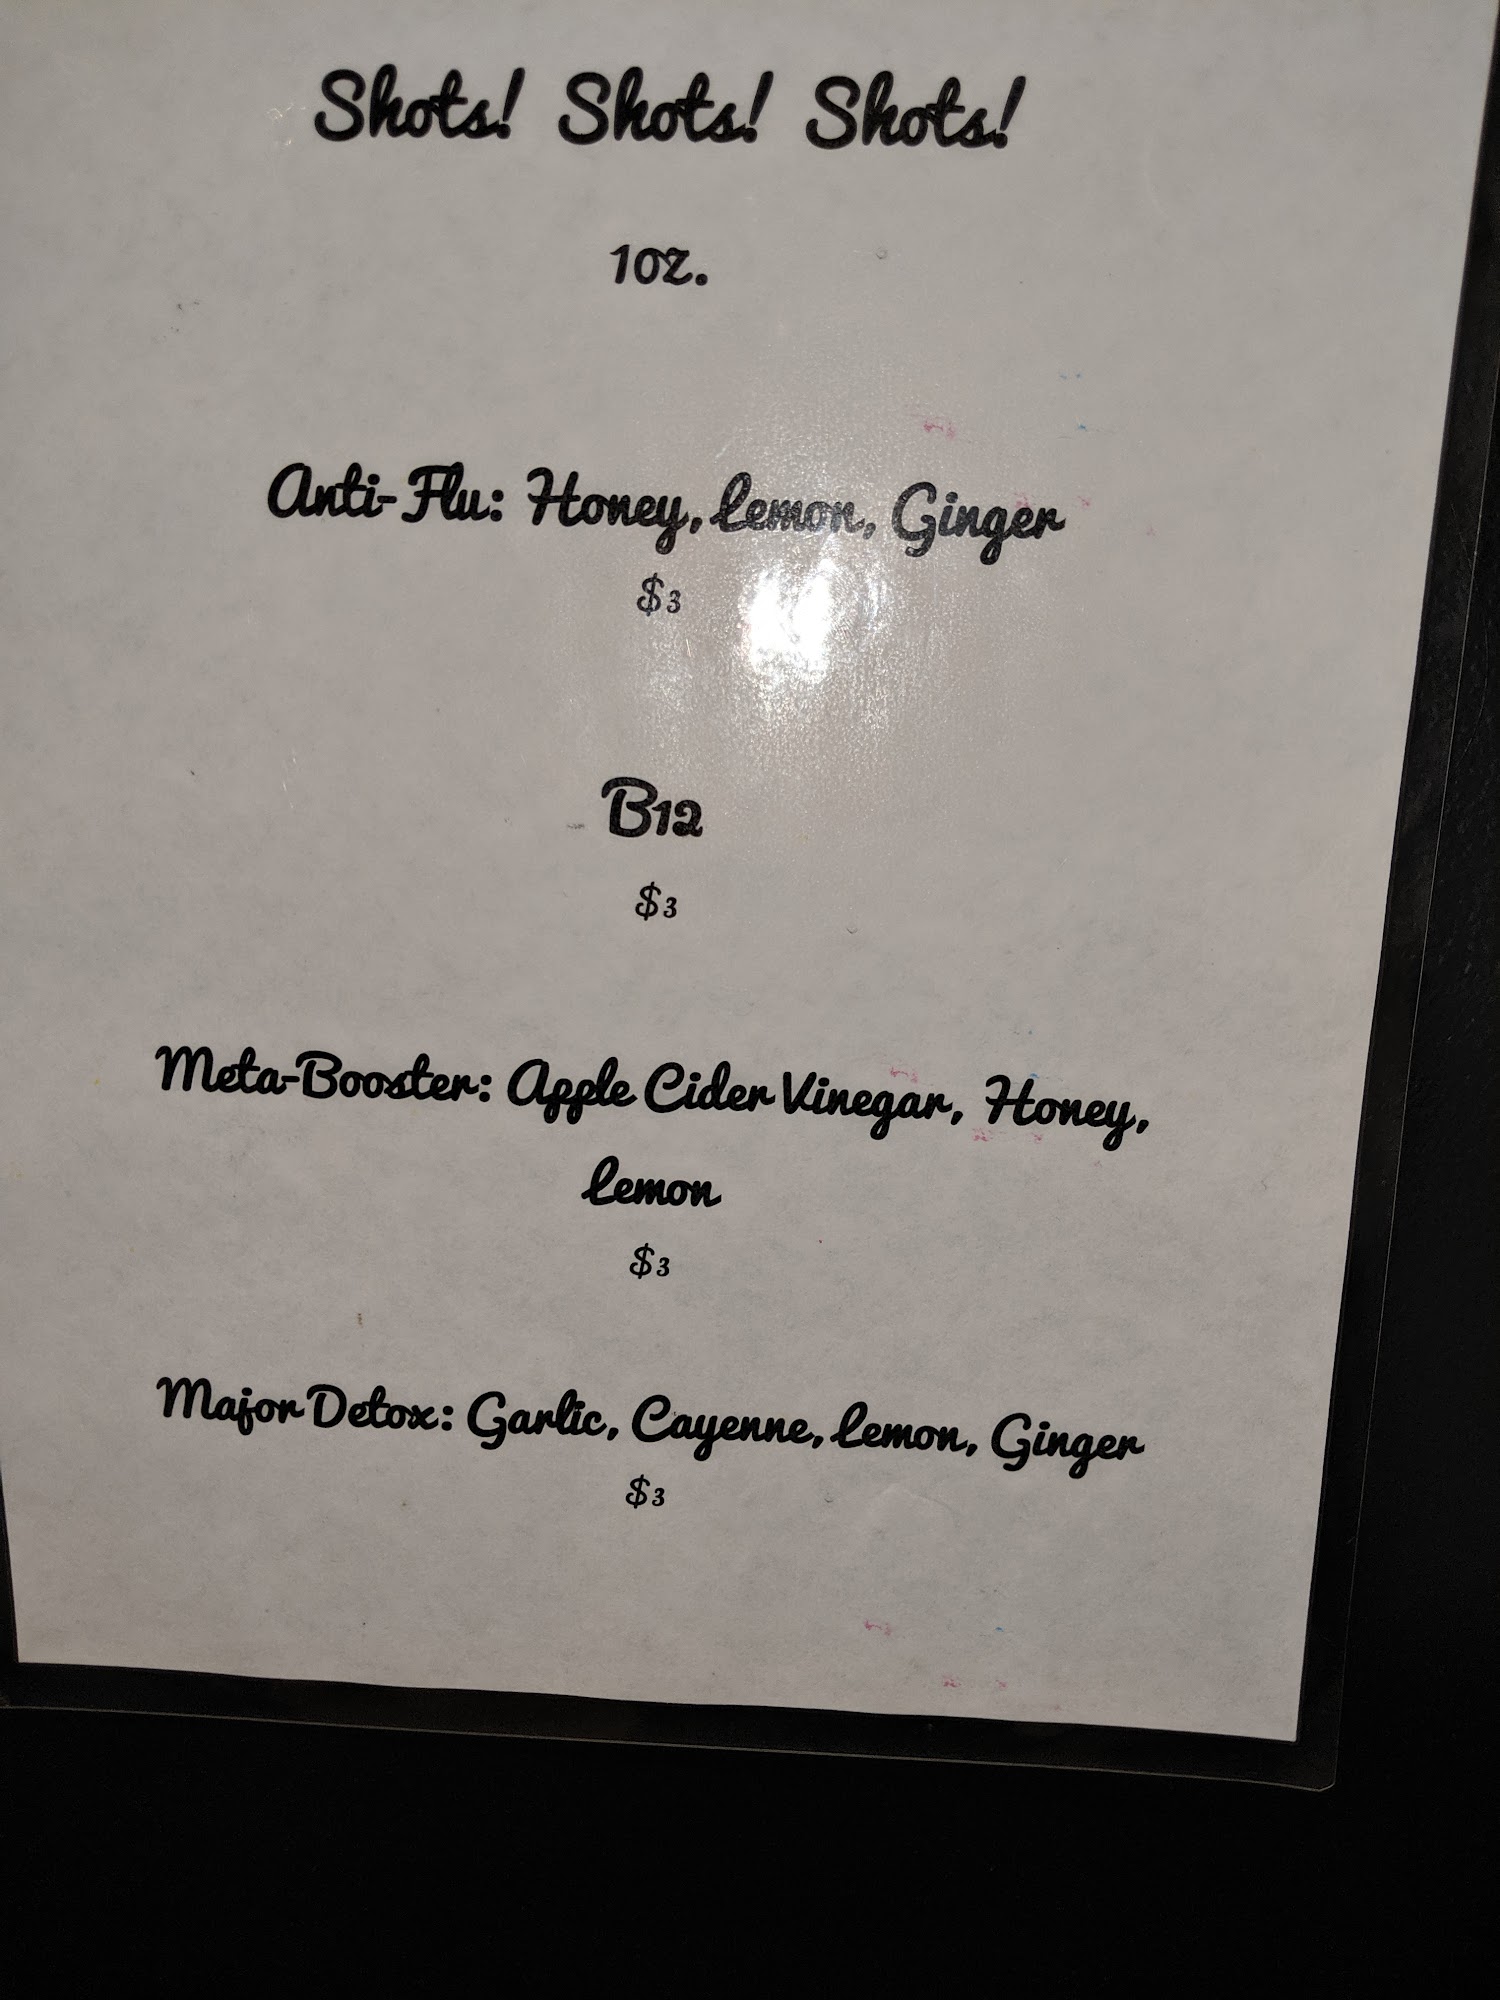 Shots! Shots! Shots!
1oz.
Anti-Flu: Honey, Lemon, Ginger
$3
B12
$3
Meta-Booster: Apple Cider Vinegar, Honey,
Lemon
$3
Major Detox: Garlic, Cayenne, Lemon, Ginger
$3